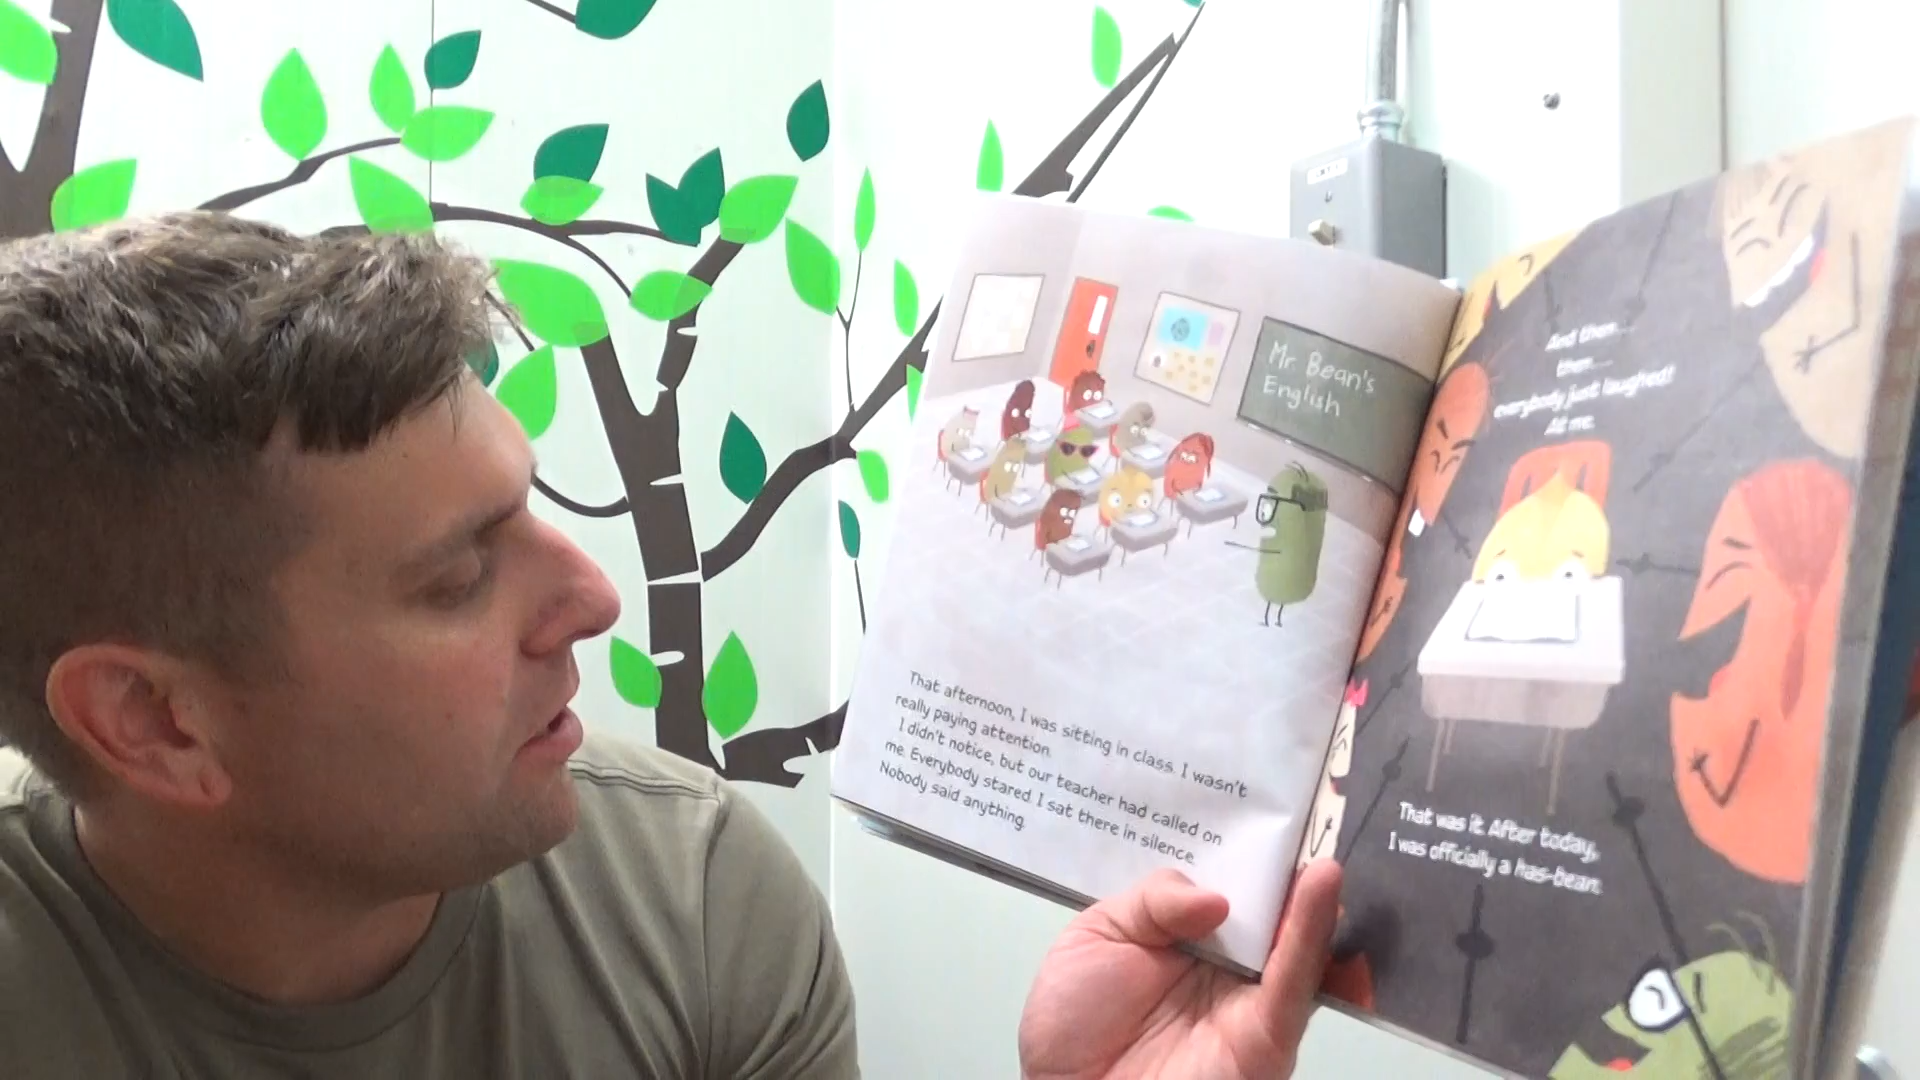 Mr. Bean's
English
That afternoon, I was sitting in class. I wasn't
really paying attention.
I didn't notice, but our teacher had called on
me. Everybody stared. I sat there in silence.
Nobody said anything.
And then...
then...
everybody just laughed!
At me.
That was it. After today,
I was officially a has-bean.